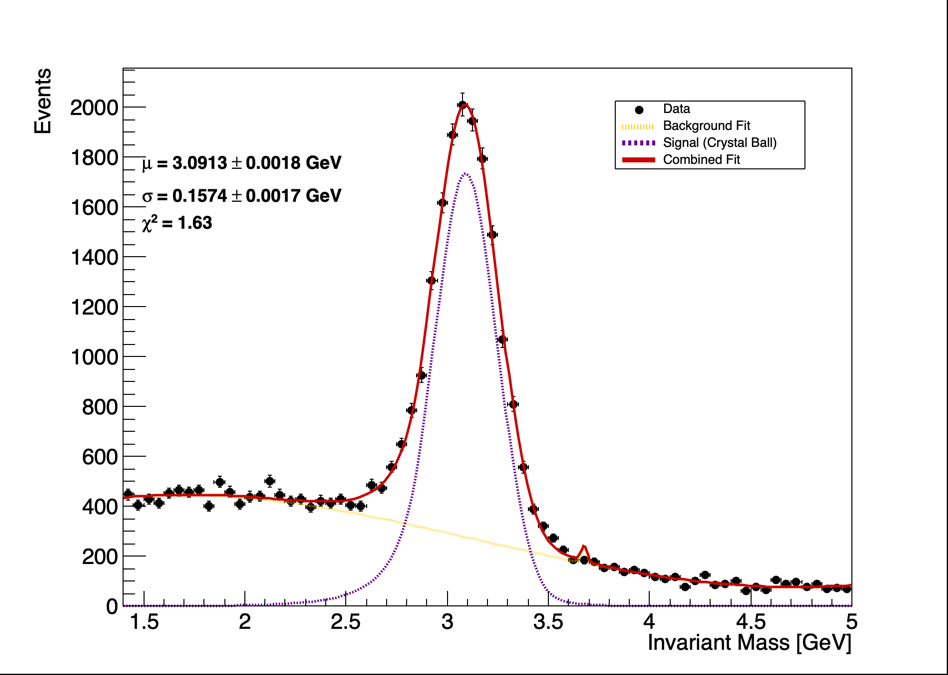 Events
2000
1800
1600
1400
1200
1000
800
600
400
200
0
μ = 3.0913 ± 0.0018 GeV
σ = 0.1574 ± 0.0017 GeV
χ² = 1.63
Data
Background Fit
Signal (Crystal Ball)
Combined Fit
1.5 2 2.5 3 3.5 4 4.5 5
Invariant Mass [GeV]